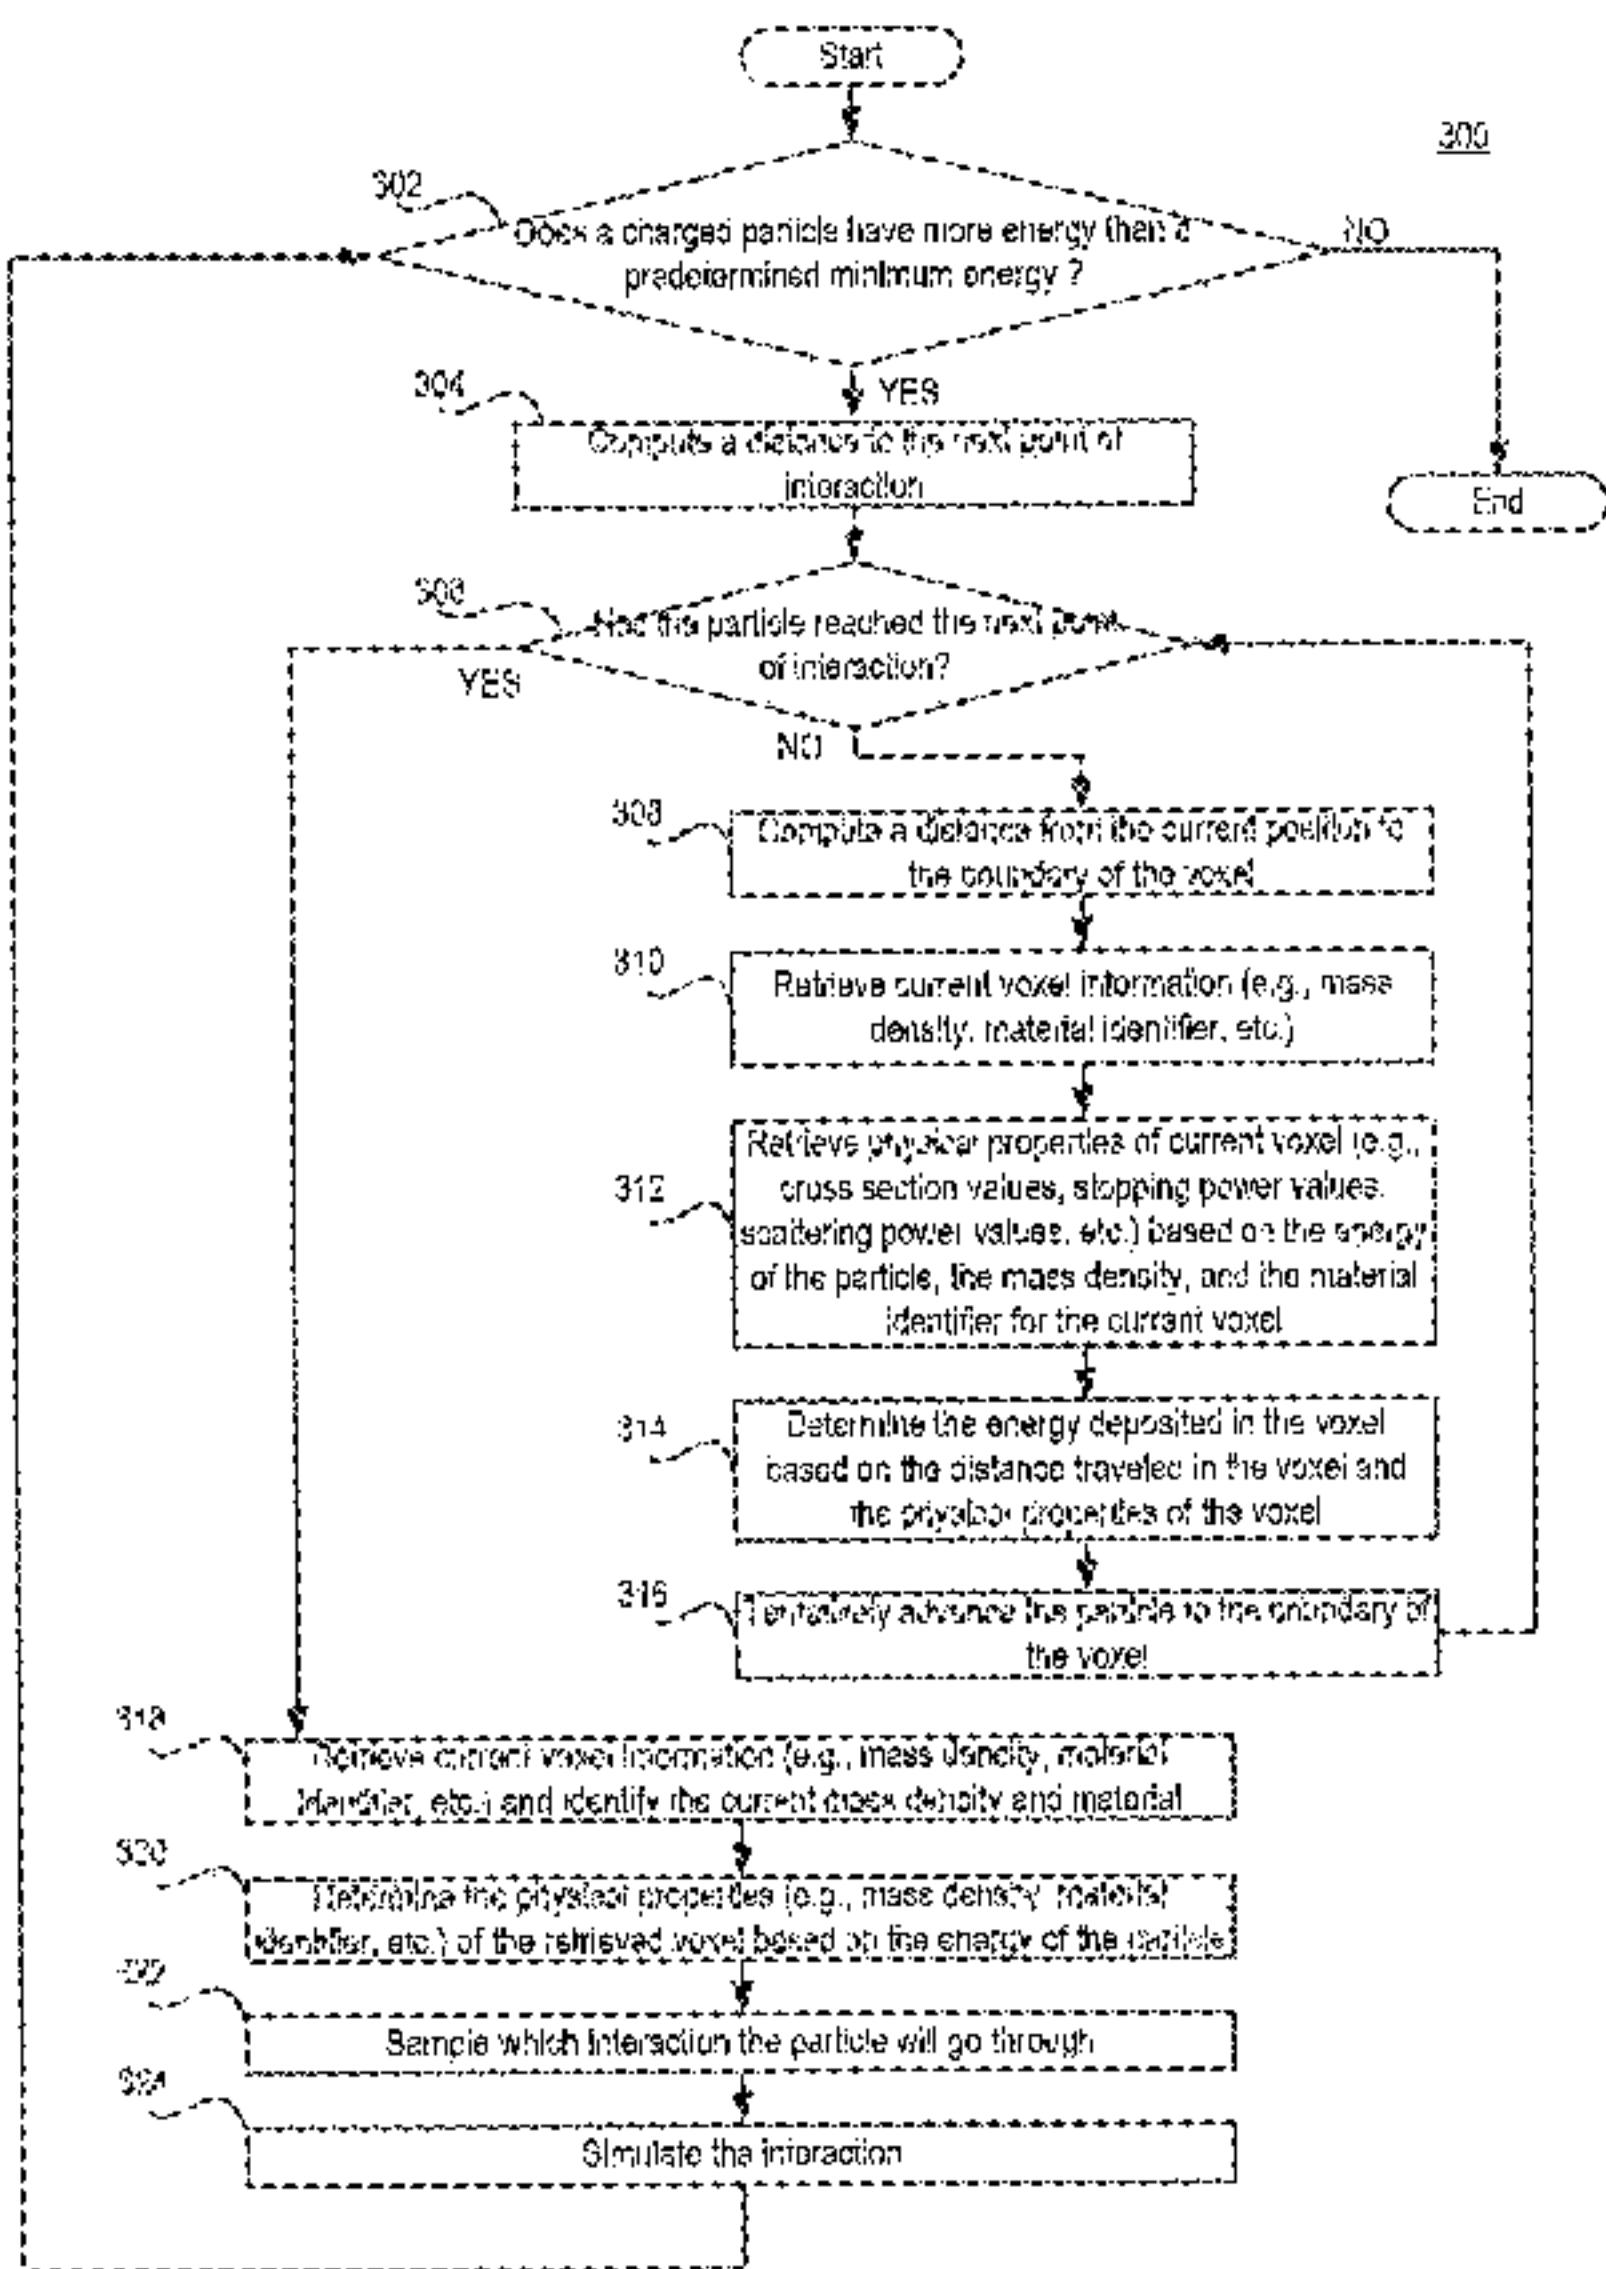 Start
300
302
Does a charged particle have more energy than a
predetermined minimum energy ?
NO
YES
304
Compute a distance to the next point of
interaction
End
306
Has the particle reached the next point
of interaction?
YES
NO
308
Compute a distance from the current position to
the boundary of the voxel
310
Retrieve current voxel information (e.g., mass
density, material identifier, etc.)
312
Retrieve physical properties of current voxel (e.g.,
cross section values, stopping power values,
scattering power values, etc.) based on the energy
of the particle, the mass density, and the material
identifier for the current voxel
314
Determine the energy deposited in the voxel
based on the distance traveled in the voxel and
the physical properties of the voxel
316
Tentatively advance the particle to the boundary of
the voxel
318
Retrieve current voxel information (e.g., mass density, material
identifier, etc.) and identify the current mass density and material
320
Determine the physical properties (e.g., mass density, material
identifier, etc.) of the retrieved voxel based on the energy of the particle
322
Sample which interaction the particle will go through
324
Simulate the interaction